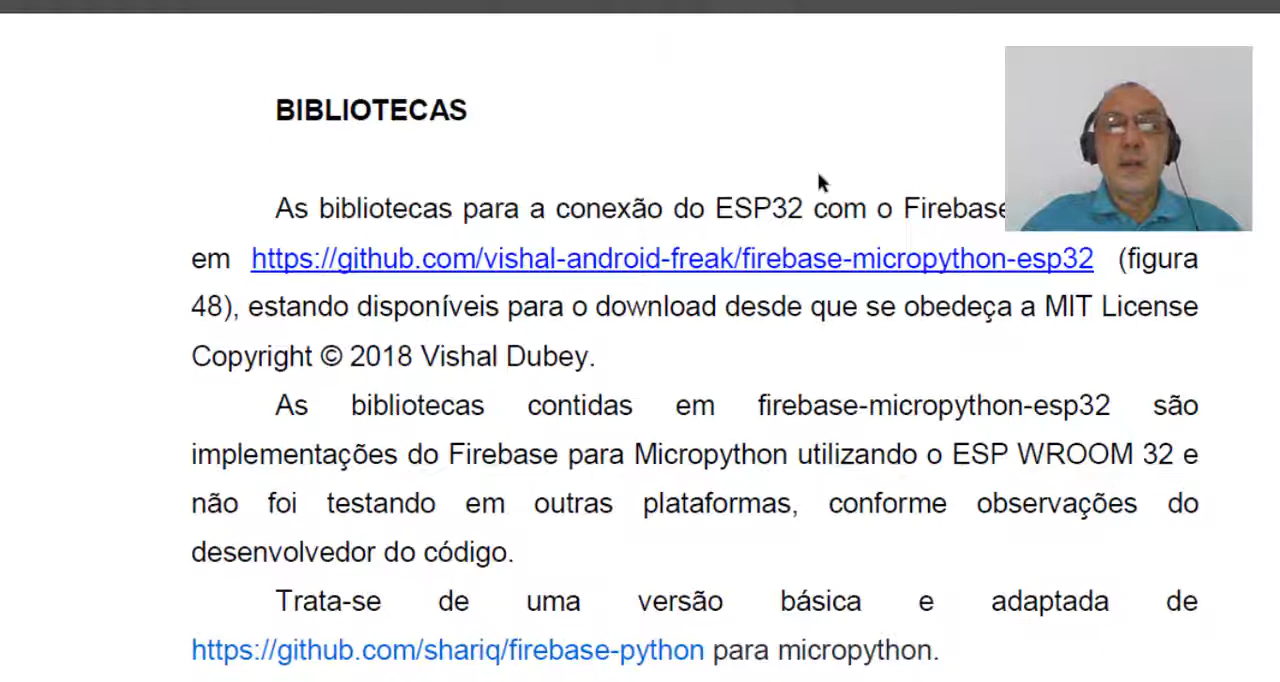 BIBLIOTECAS
As bibliotecas para a conexão do ESP32 com o Firebase
em https://github.com/vishal-android-freak/firebase-micropython-esp32 (figura
48), estando disponíveis para o download desde que se obedeça a MIT License
Copyright © 2018 Vishal Dubey.
As bibliotecas contidas em firebase-micropython-esp32 são
implementações do Firebase para Micropython utilizando o ESP WROOM 32 e
não foi testando em outras plataformas, conforme observações do
desenvolvedor do código.
Trata-se de uma versão básica e adaptada de
https://github.com/shariq/firebase-python para micropython.